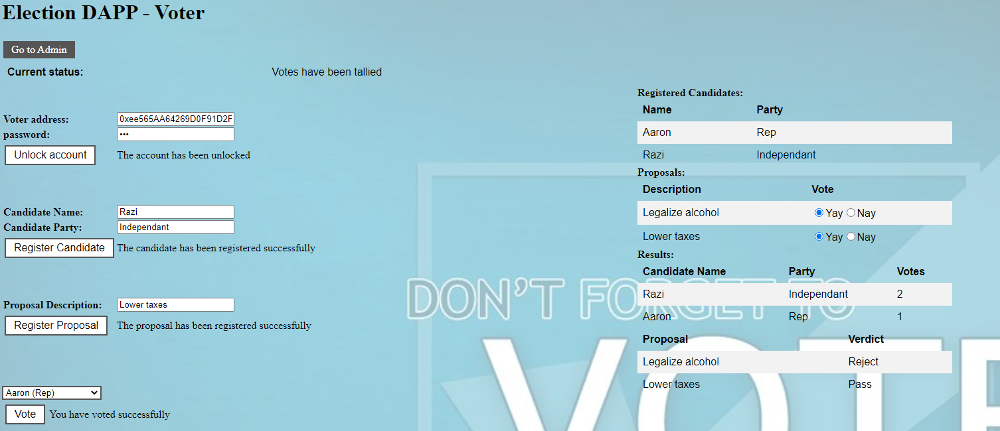 Election DAPP - Voter
Go to Admin
Current status: Votes have been tallied
Voter address: 0xee565AA64269D0F91D2F
password: •••
Unlock account The account has been unlocked
Candidate Name: Razi
Candidate Party: Independant
Register Candidate The candidate has been registered successfully
Proposal Description: Lower taxes
Register Proposal The proposal has been registered successfully
Aaron (Rep)
Vote You have voted successfully
Registered Candidates:
Name Party
Aaron Rep
Razi Independant
Proposals:
Description Vote
Legalize alcohol Yay Nay
Lower taxes Yay Nay
Results:
Candidate Name Party Votes
Razi Independant 2
Aaron Rep 1
Proposal Verdict
Legalize alcohol Reject
Lower taxes Pass
DON'T FORGET TO
VOTE